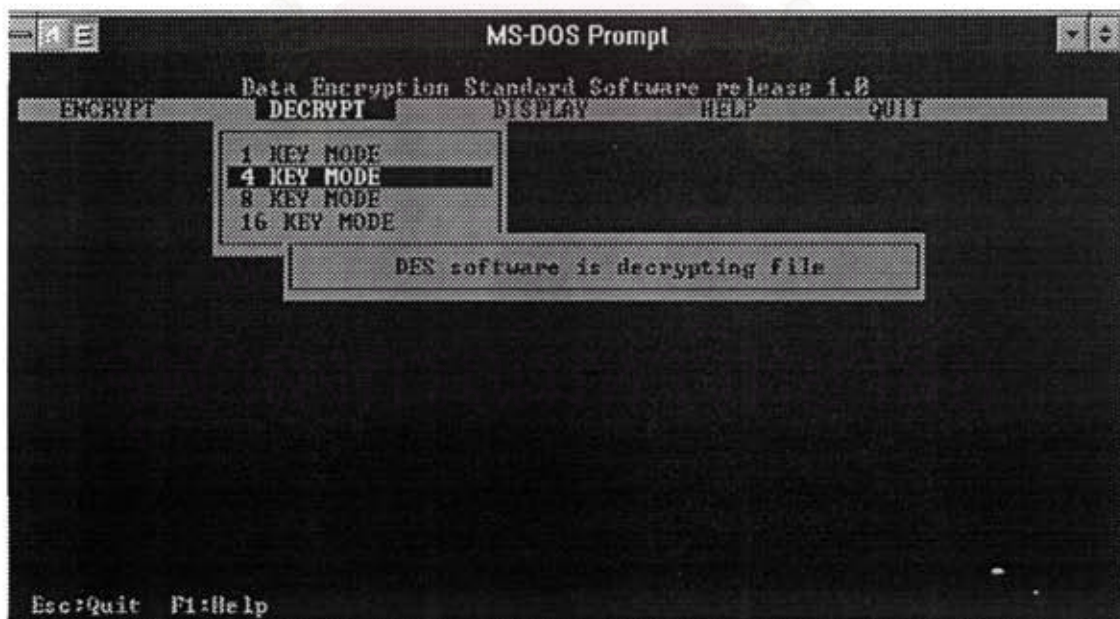 MS-DOS Prompt
Data Encryption Standard Software release 1.0
ENCRYPT DECRYPT DISPLAY HELP QUIT
1 KEY MODE
4 KEY MODE
8 KEY MODE
16 KEY MODE
DES software is decrypting file
Esc:Quit F1:Help